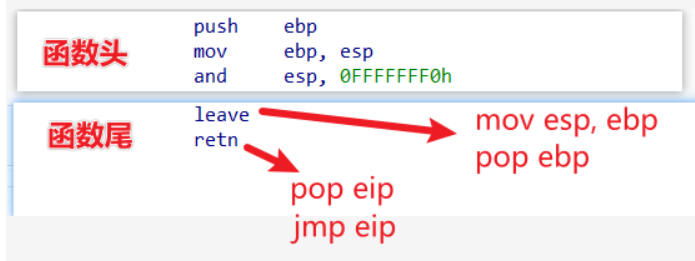 函数头
push ebp
mov ebp, esp
and esp, 0FFFFFFF0h
函数尾
leave
retn
mov esp, ebp
pop ebp
pop eip
jmp eip